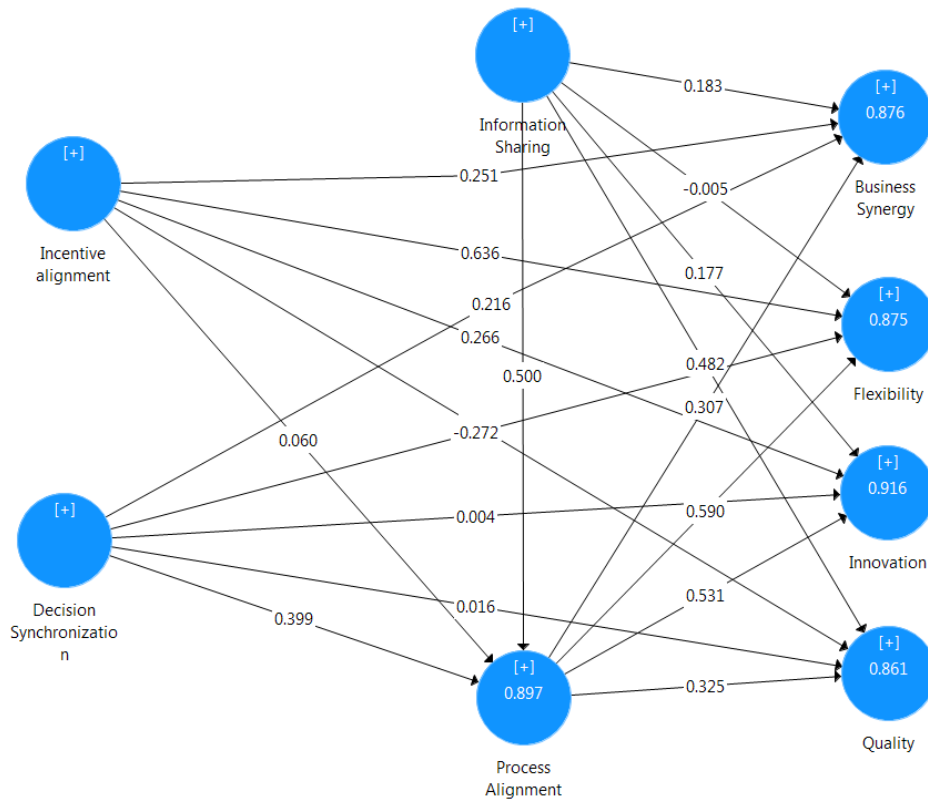 [+]
Information
Sharing
[+]
0.876
Business
Synergy
[+]
Incentive
alignment
[+]
0.875
Flexibility
[+]
0.916
Innovation
[+]
Decision
Synchronizatio
n
[+]
0.897
Process
Alignment
[+]
0.861
Quality
0.183
0.251
-0.005
0.636
0.177
0.216
0.266
0.482
0.500
0.307
-0.272
0.060
0.590
0.004
0.531
0.016
0.399
0.325